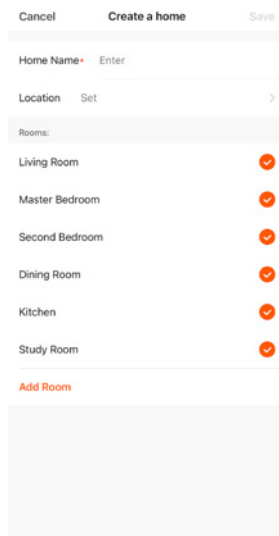 Cancel Create a home Save
Home Name• Enter
Location Set
Rooms:
Living Room
Master Bedroom
Second Bedroom
Dining Room
Kitchen
Study Room
Add Room